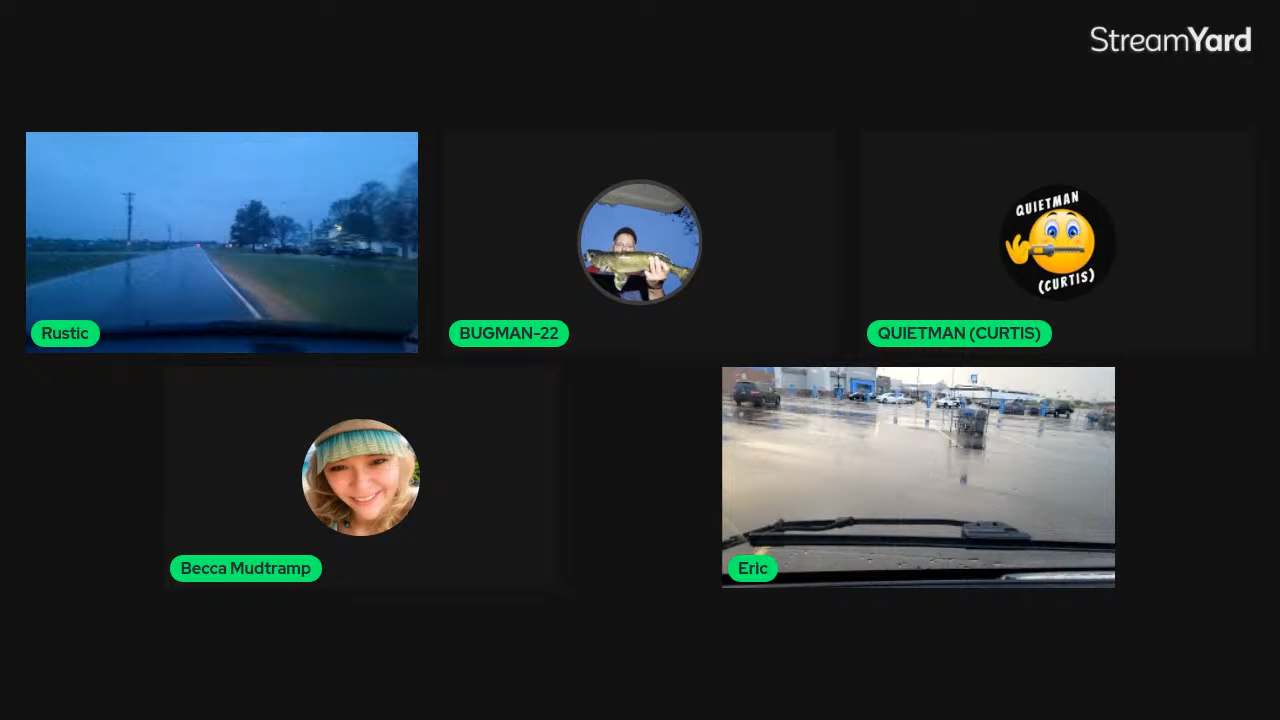 StreamYard
Rustic
BUGMAN-22
QUIETMAN
(CURTIS)
QUIETMAN (CURTIS)
Becca Mudtramp
Eric